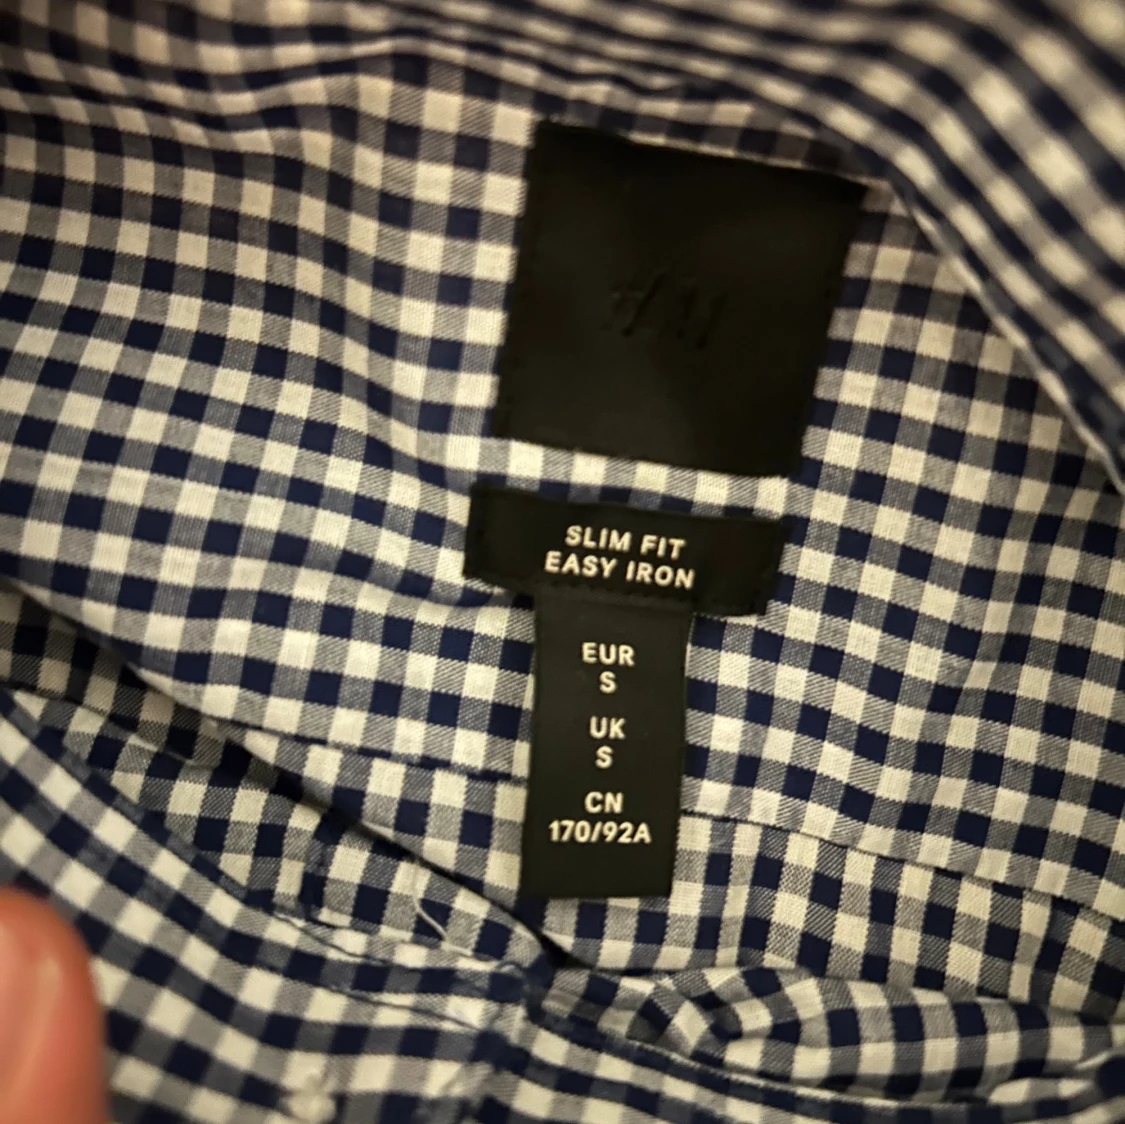 H&M
SLIM FIT
EASY IRON
EUR
S
UK
S
CN
170/92A